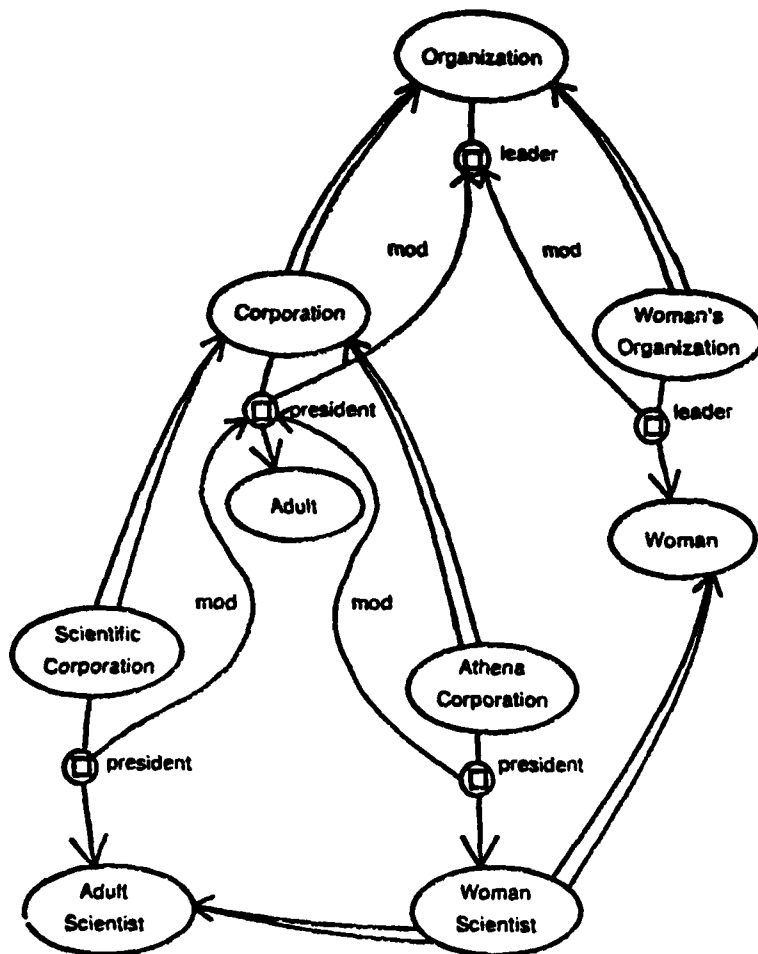 Organization
leader
mod
mod
Corporation
Woman's
Organization
president
leader
Adult
Woman
mod
mod
Scientific
Corporation
Athena
Corporation
president
president
Adult
Scientist
Woman
Scientist